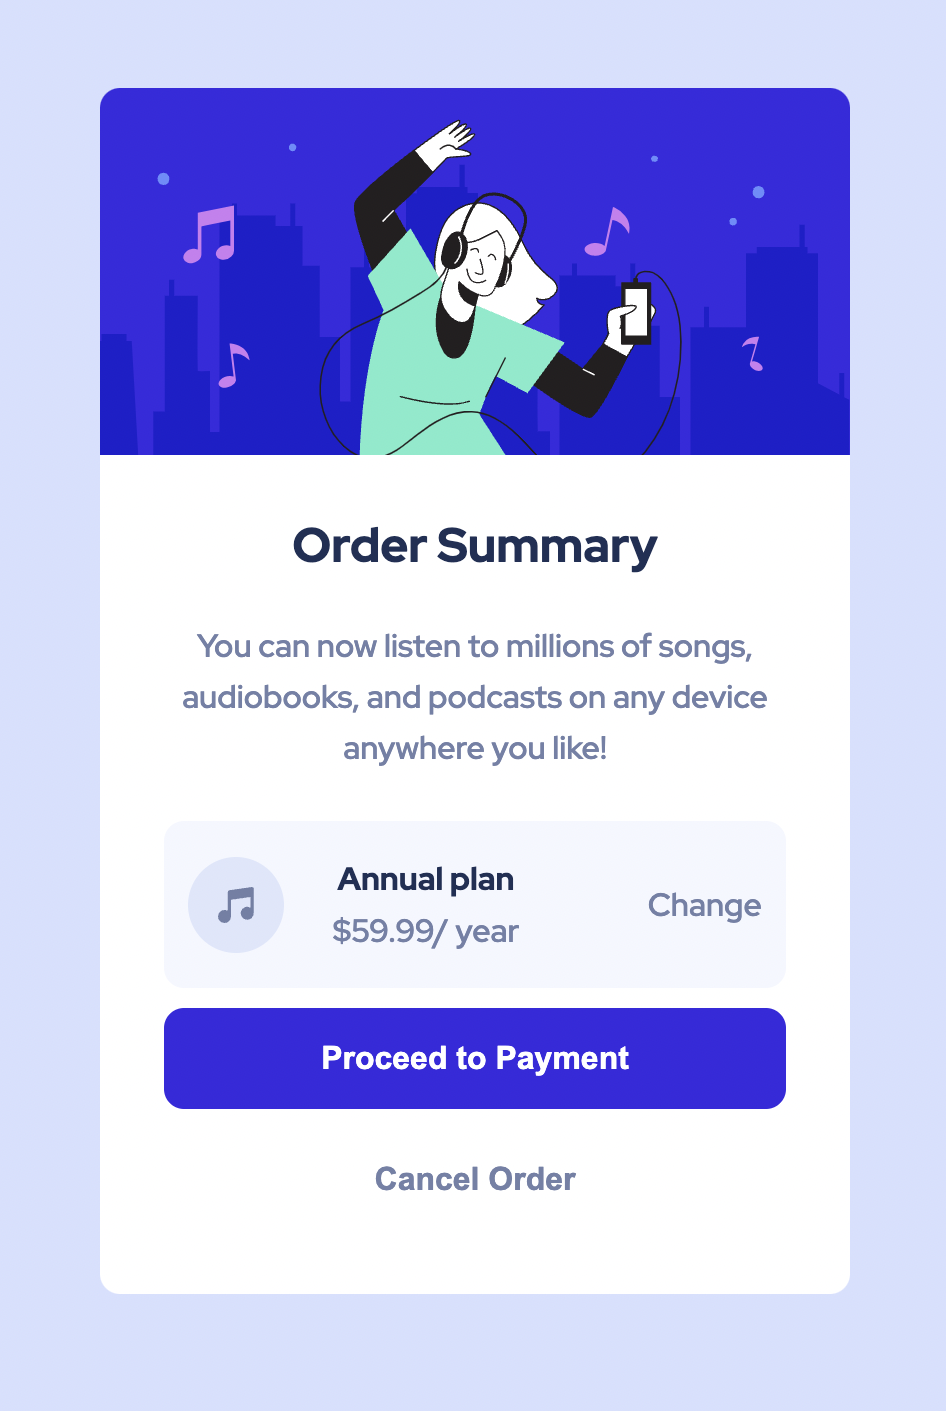 Order Summary
You can now listen to millions of songs,
audiobooks, and podcasts on any device
anywhere you like!
Annual plan
$59.99/ year
Change
Proceed to Payment
Cancel Order